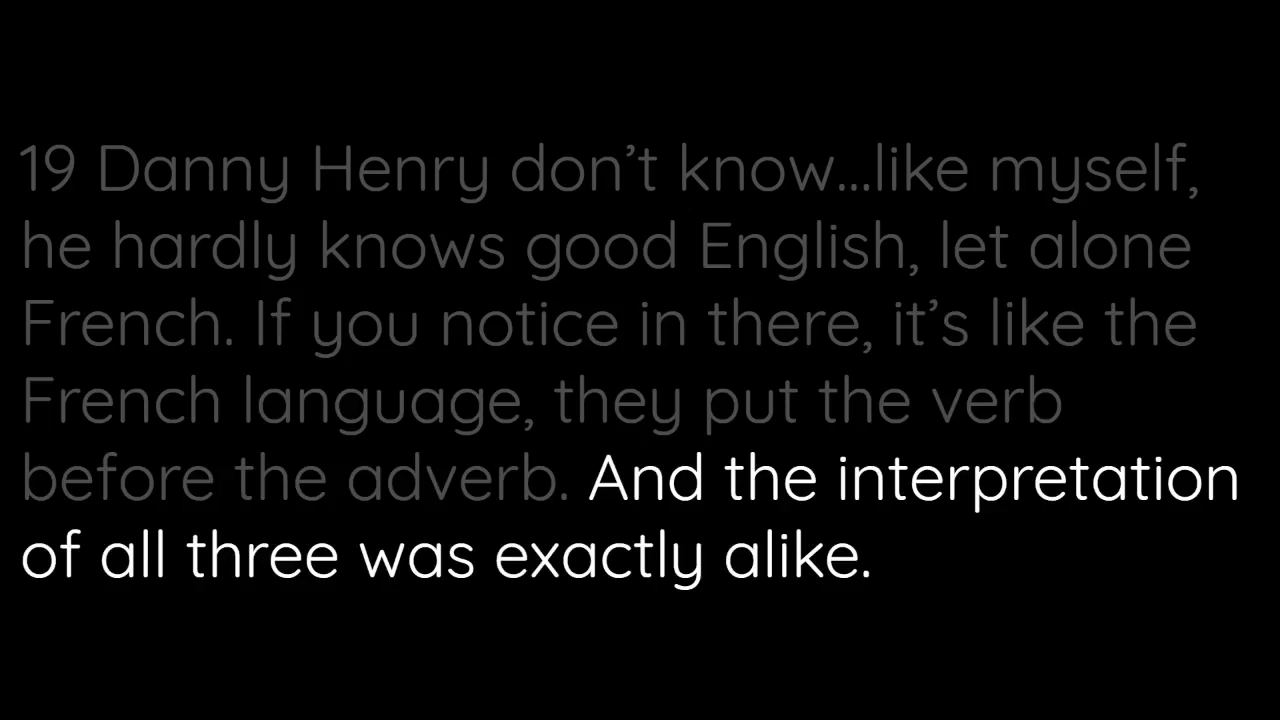 19 Danny Henry don’t know...like myself,
he hardly knows good English, let alone
French. If you notice in there, it’s like the
French language, they put the verb
before the adverb. And the interpretation
of all three was exactly alike.